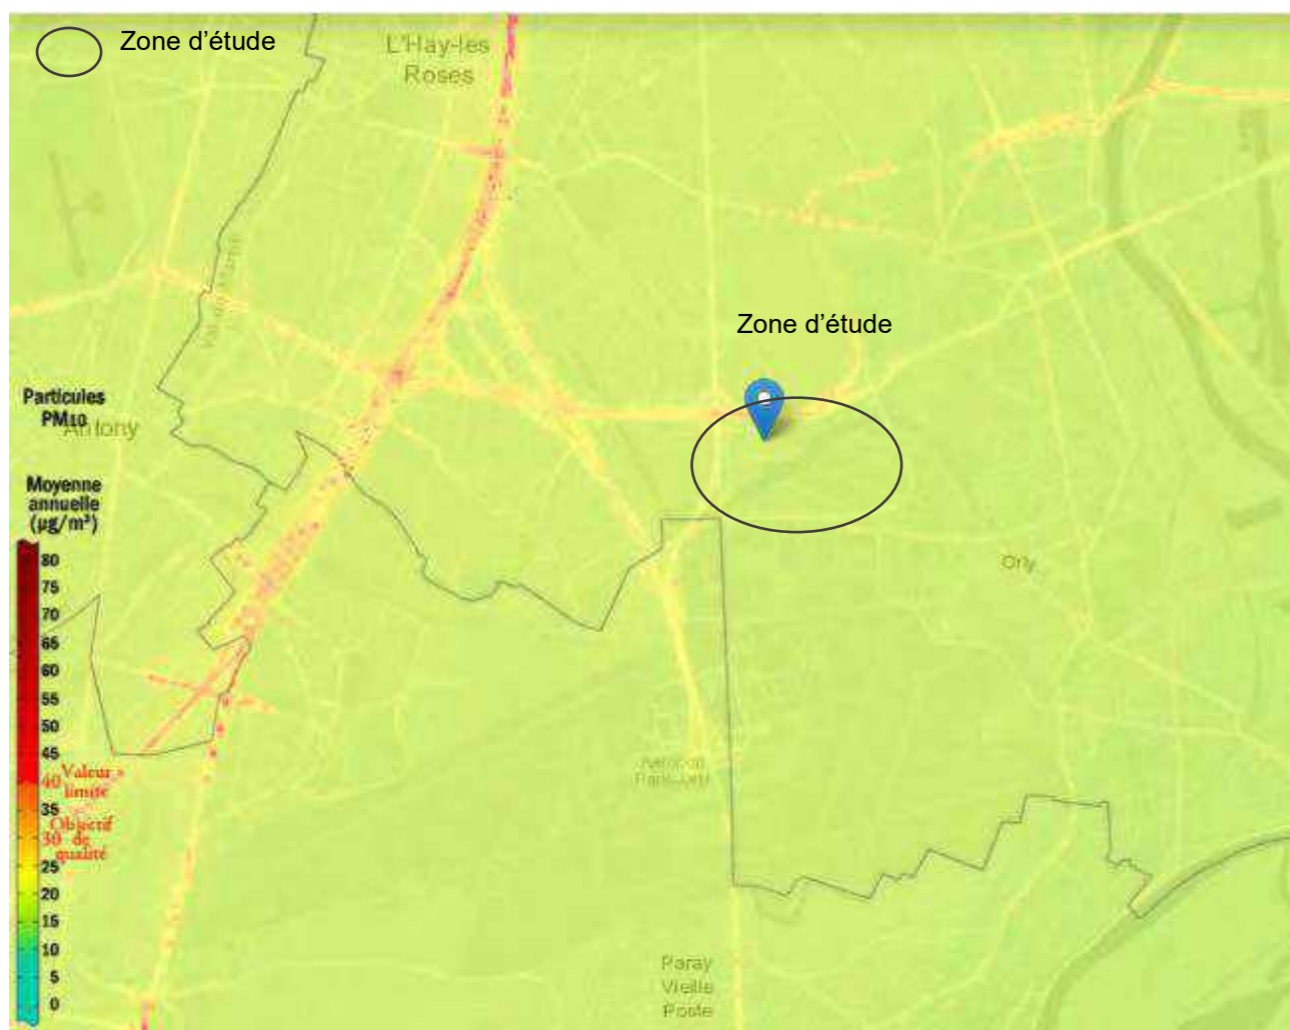 Zone d'étude
L'Hay-les
Roses
Zone d'étude
Particules
PM10
Antony
Moyenne
annuelle
(µg/m³)
80
75
70
65
60
55
50
45
40 Valeur
limite
35
Objectif
30 de
qualité
25
20
15
10
5
0
Orly
Paray
Vieille
Poste